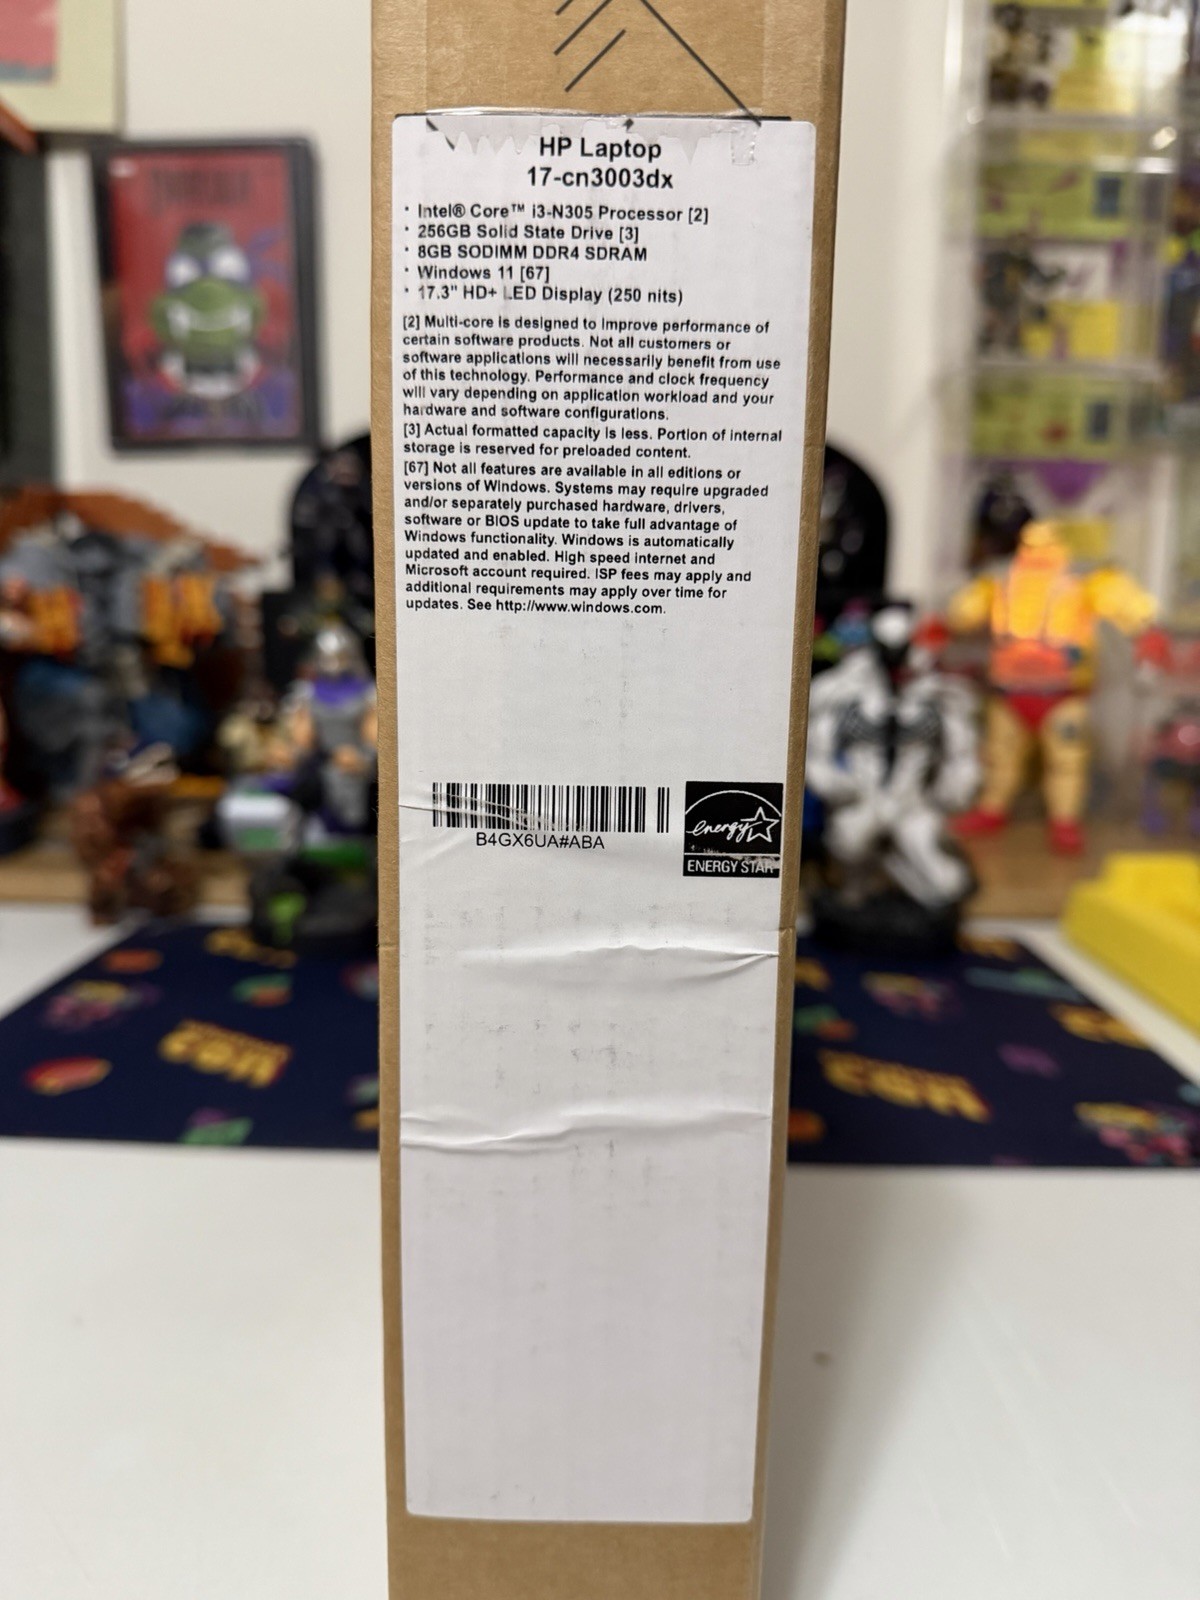 HP Laptop
17-cn3003dx
· Intel® Core™ i3-N305 Processor [2]
· 256GB Solid State Drive [3]
· 8GB SODIMM DDR4 SDRAM
· Windows 11 [67]
· 17.3" HD+ LED Display (250 nits)
[2] Multi-core is designed to improve performance of
certain software products. Not all customers or
software applications will necessarily benefit from use
of this technology. Performance and clock frequency
will vary depending on application workload and your
hardware and software configurations.
[3] Actual formatted capacity is less. Portion of internal
storage is reserved for preloaded content.
[67] Not all features are available in all editions or
versions of Windows. Systems may require upgraded
and/or separately purchased hardware, drivers,
software or BIOS update to take full advantage of
Windows functionality. Windows is automatically
updated and enabled. High speed internet and
Microsoft account required. ISP fees may apply and
additional requirements may apply over time for
updates. See http://www.windows.com.
B4GX6UA#ABA
energy
ENERGY STAR